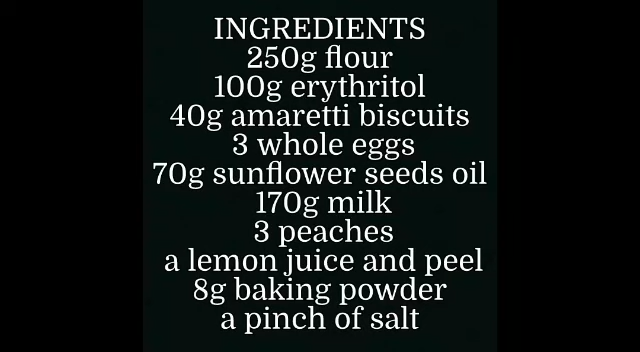 INGREDIENTS
250g flour
100g erythritol
40g amaretti biscuits
3 whole eggs
70g sunflower seeds oil
170g milk
3 peaches
a lemon juice and peel
8g baking powder
a pinch of salt